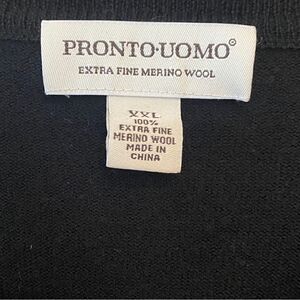 PRONTO·UOMO®
EXTRA FINE MERINO WOOL
XXL
100%
EXTRA FINE
MERINO WOOL
MADE IN
CHINA